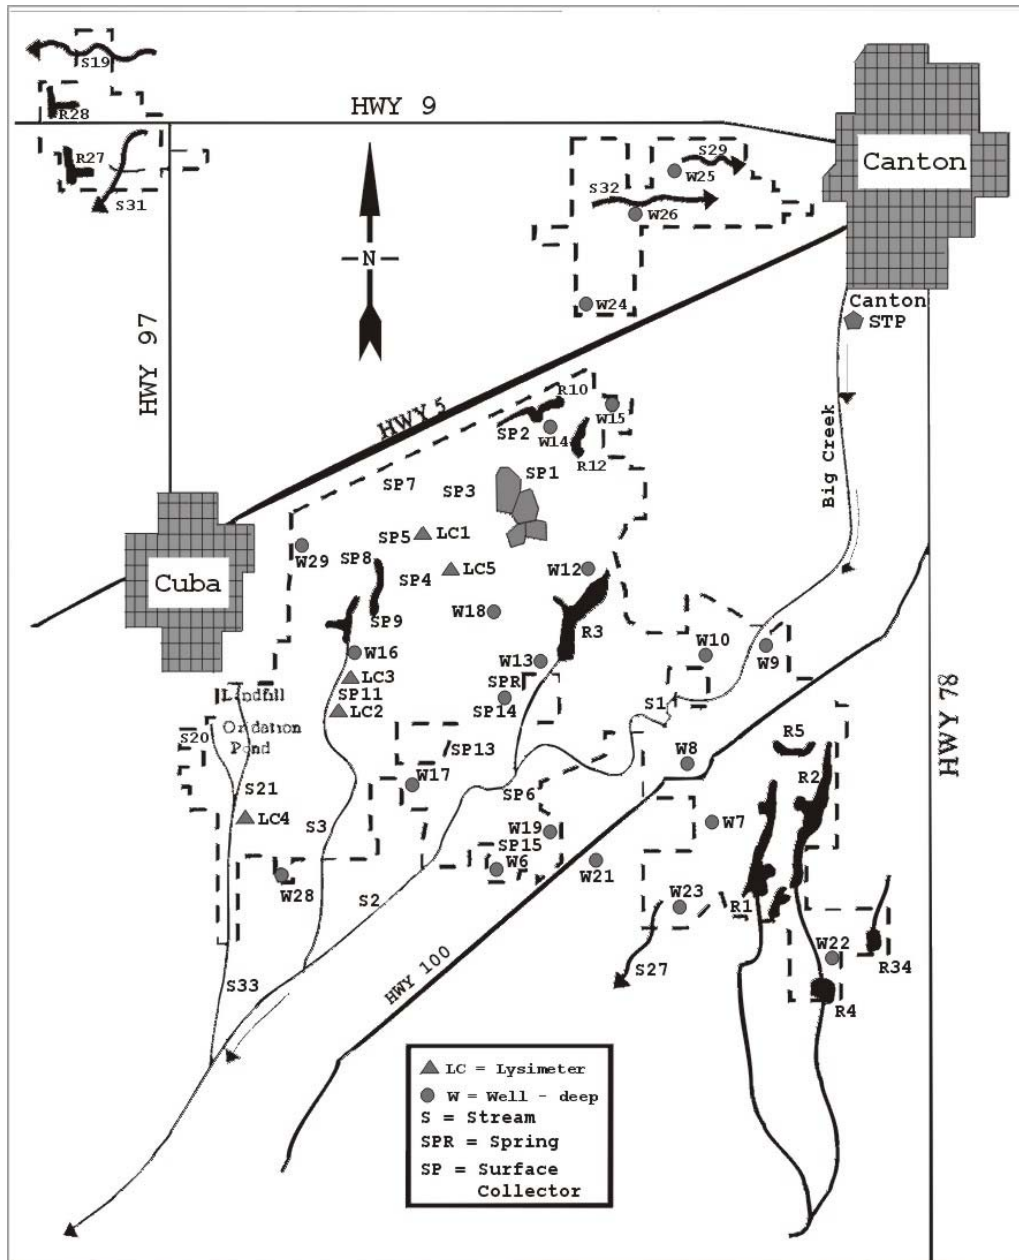 S19
R28
HWY 9
R27
S31
S29
W25
S32
W26
Canton
W24
N
HWY 97
Canton
STP
HWY 5
R10
W15
SP2
W14
R12
Big Creek
SP1
SP7
SP3
SP5
LC1
W29
SP8
SP4
LC5
W12
Cuba
SP9
W18
R3
W10
W9
W16
W13
LC3
SPR
SP11
SP14
LC2
S1
Landfill
Oxidation
Pond
S20
SP13
R5
HWY 78
W8
R2
W17
SP6
S21
LC4
S3
W19
SP15
W6
W7
W21
W28
S2
W23
R1
W22
R34
HWY 100
S27
S33
R4
LC = Lysimeter
W = Well - deep
S = Stream
SPR = Spring
SP = Surface
Collector